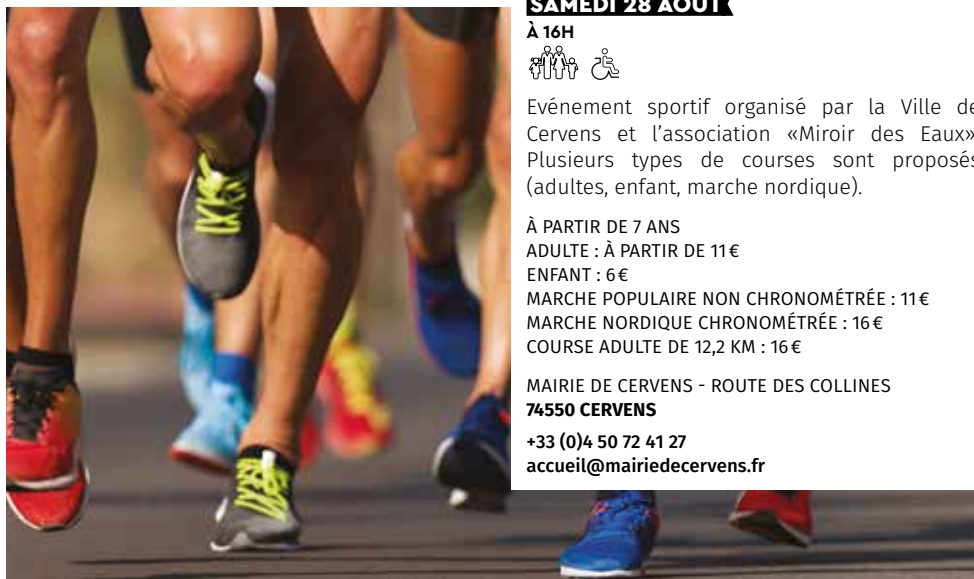 SAMEDI 28 AOÛT
À 16H
Evénement sportif organisé par la Ville de
Cervens et l’association «Miroir des Eaux»
Plusieurs types de courses sont proposés
(adultes, enfant, marche nordique).
À PARTIR DE 7 ANS
ADULTE : À PARTIR DE 11 €
ENFANT : 6 €
MARCHE POPULAIRE NON CHRONOMÉTRÉE : 11 €
MARCHE NORDIQUE CHRONOMÉTRÉE : 16 €
COURSE ADULTE DE 12,2 KM : 16 €
MAIRIE DE CERVENS - ROUTE DES COLLINES
74550 CERVENS
+33 (0)4 50 72 41 27
accueil@mairiedecervens.fr